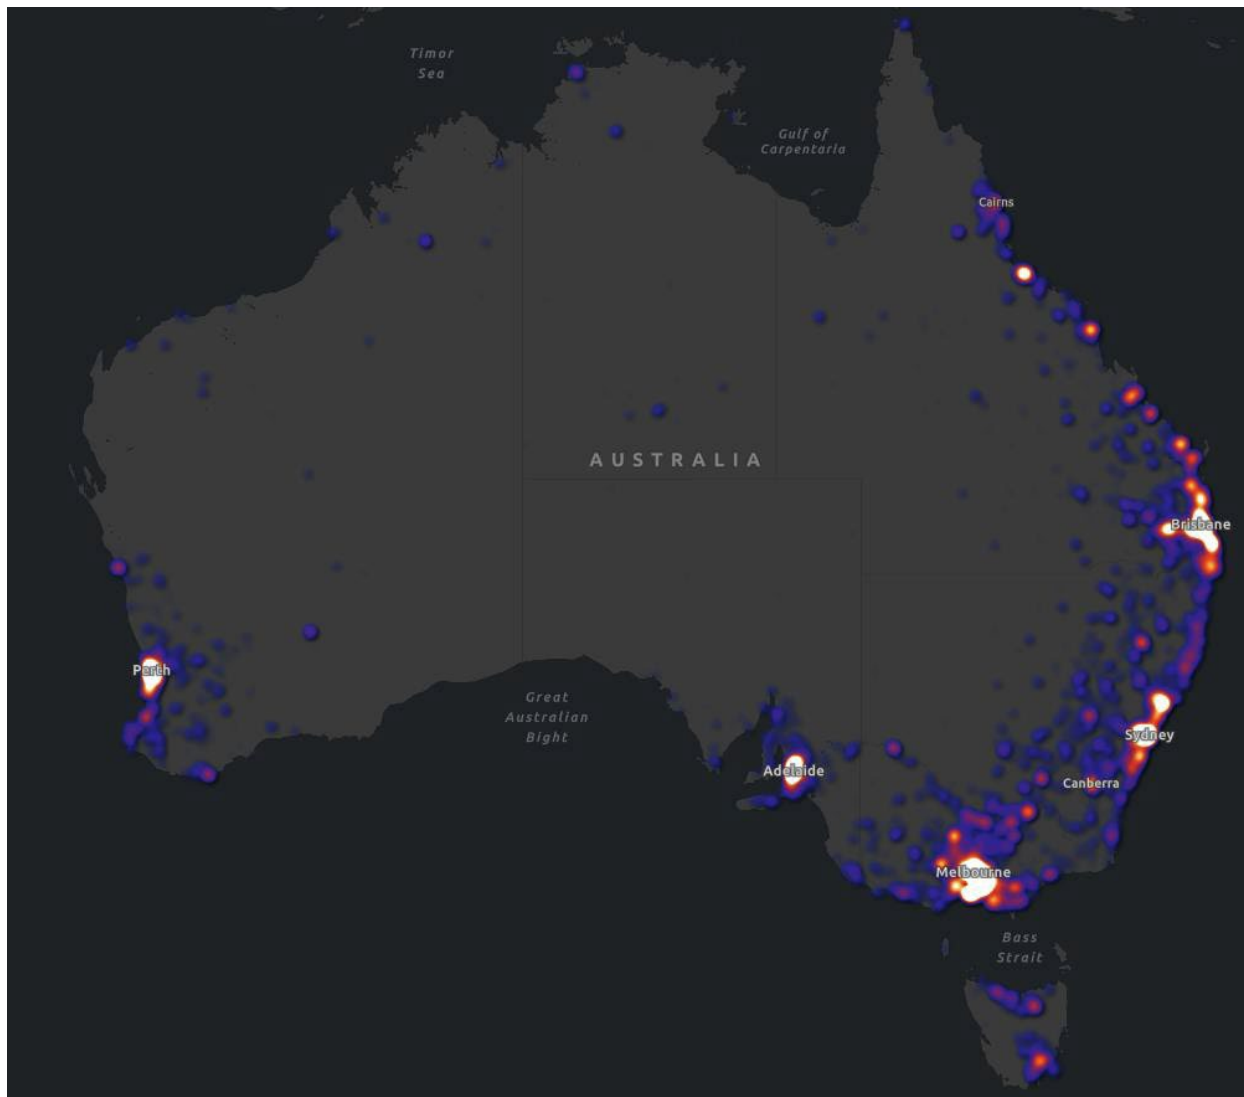 Timor
Sea
Gulf of
Carpentaria
Cairns
AUSTRALIA
Brisbane
Perth
Great
Australian
Bight
Sydney
Adelaide
Canberra
Melbourne
Bass
Strait